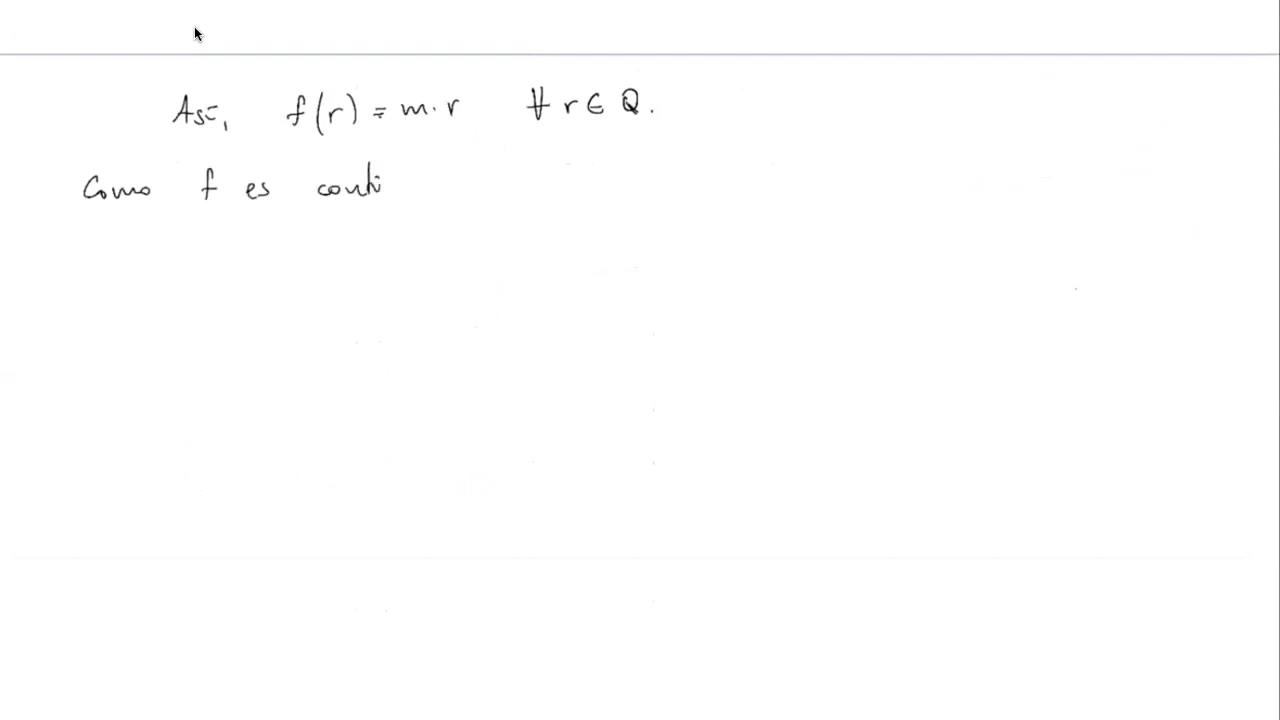 Así, f(r) = m·r ∀ r ∈ Q.
Como f es conti